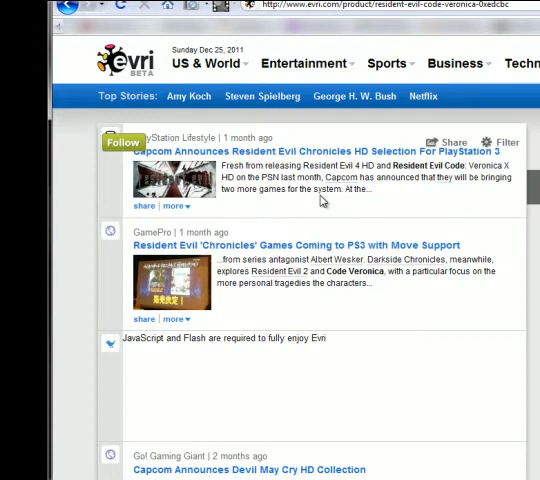 http://www.evri.com/product/resident-evil-code-veronica-0xedcbc
evri
BETA
Sunday Dec 25, 2011
US & World Entertainment Sports Business Techn
Top Stories: Amy Koch Steven Spielberg George H. W. Bush Netflix
Follow
yStation Lifestyle | 1 month ago
Share Filter
Capcom Announces Resident Evil Chronicles HD Selection For PlayStation 3
Fresh from releasing Resident Evil 4 HD and Resident Evil Code: Veronica X
HD on the PSN last month, Capcom has announced that they will be bringing
two more games for the system. At the...
share | more
GamePro | 1 month ago
Resident Evil 'Chronicles' Games Coming to PS3 with Move Support
...from series antagonist Albert Wesker. Darkside Chronicles, meanwhile,
explores Resident Evil 2 and Code Veronica, with a particular focus on the
more personal tragedies the characters...
share | more
JavaScript and Flash are required to fully enjoy Evri
Go! Gaming Giant | 2 months ago
Capcom Announces Devil May Cry HD Collection